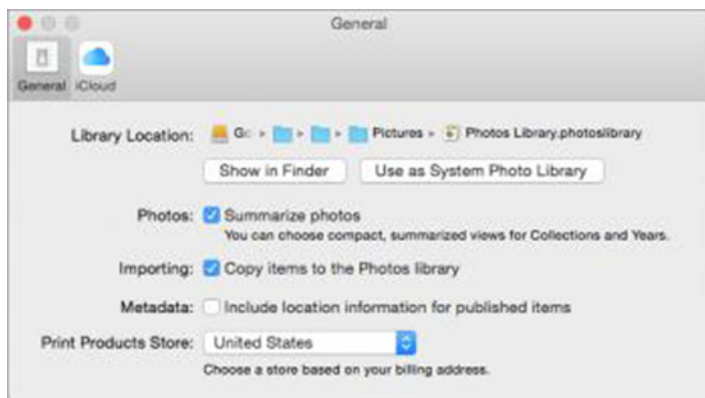 General
General
iCloud
Library Location: Pictures Photos Library.photoslibrary
Show in Finder Use as System Photo Library
Photos: Summarize photos
You can choose compact, summarized views for Collections and Years.
Importing: Copy items to the Photos library
Metadata: Include location information for published items
Print Products Store: United States
Choose a store based on your billing address.